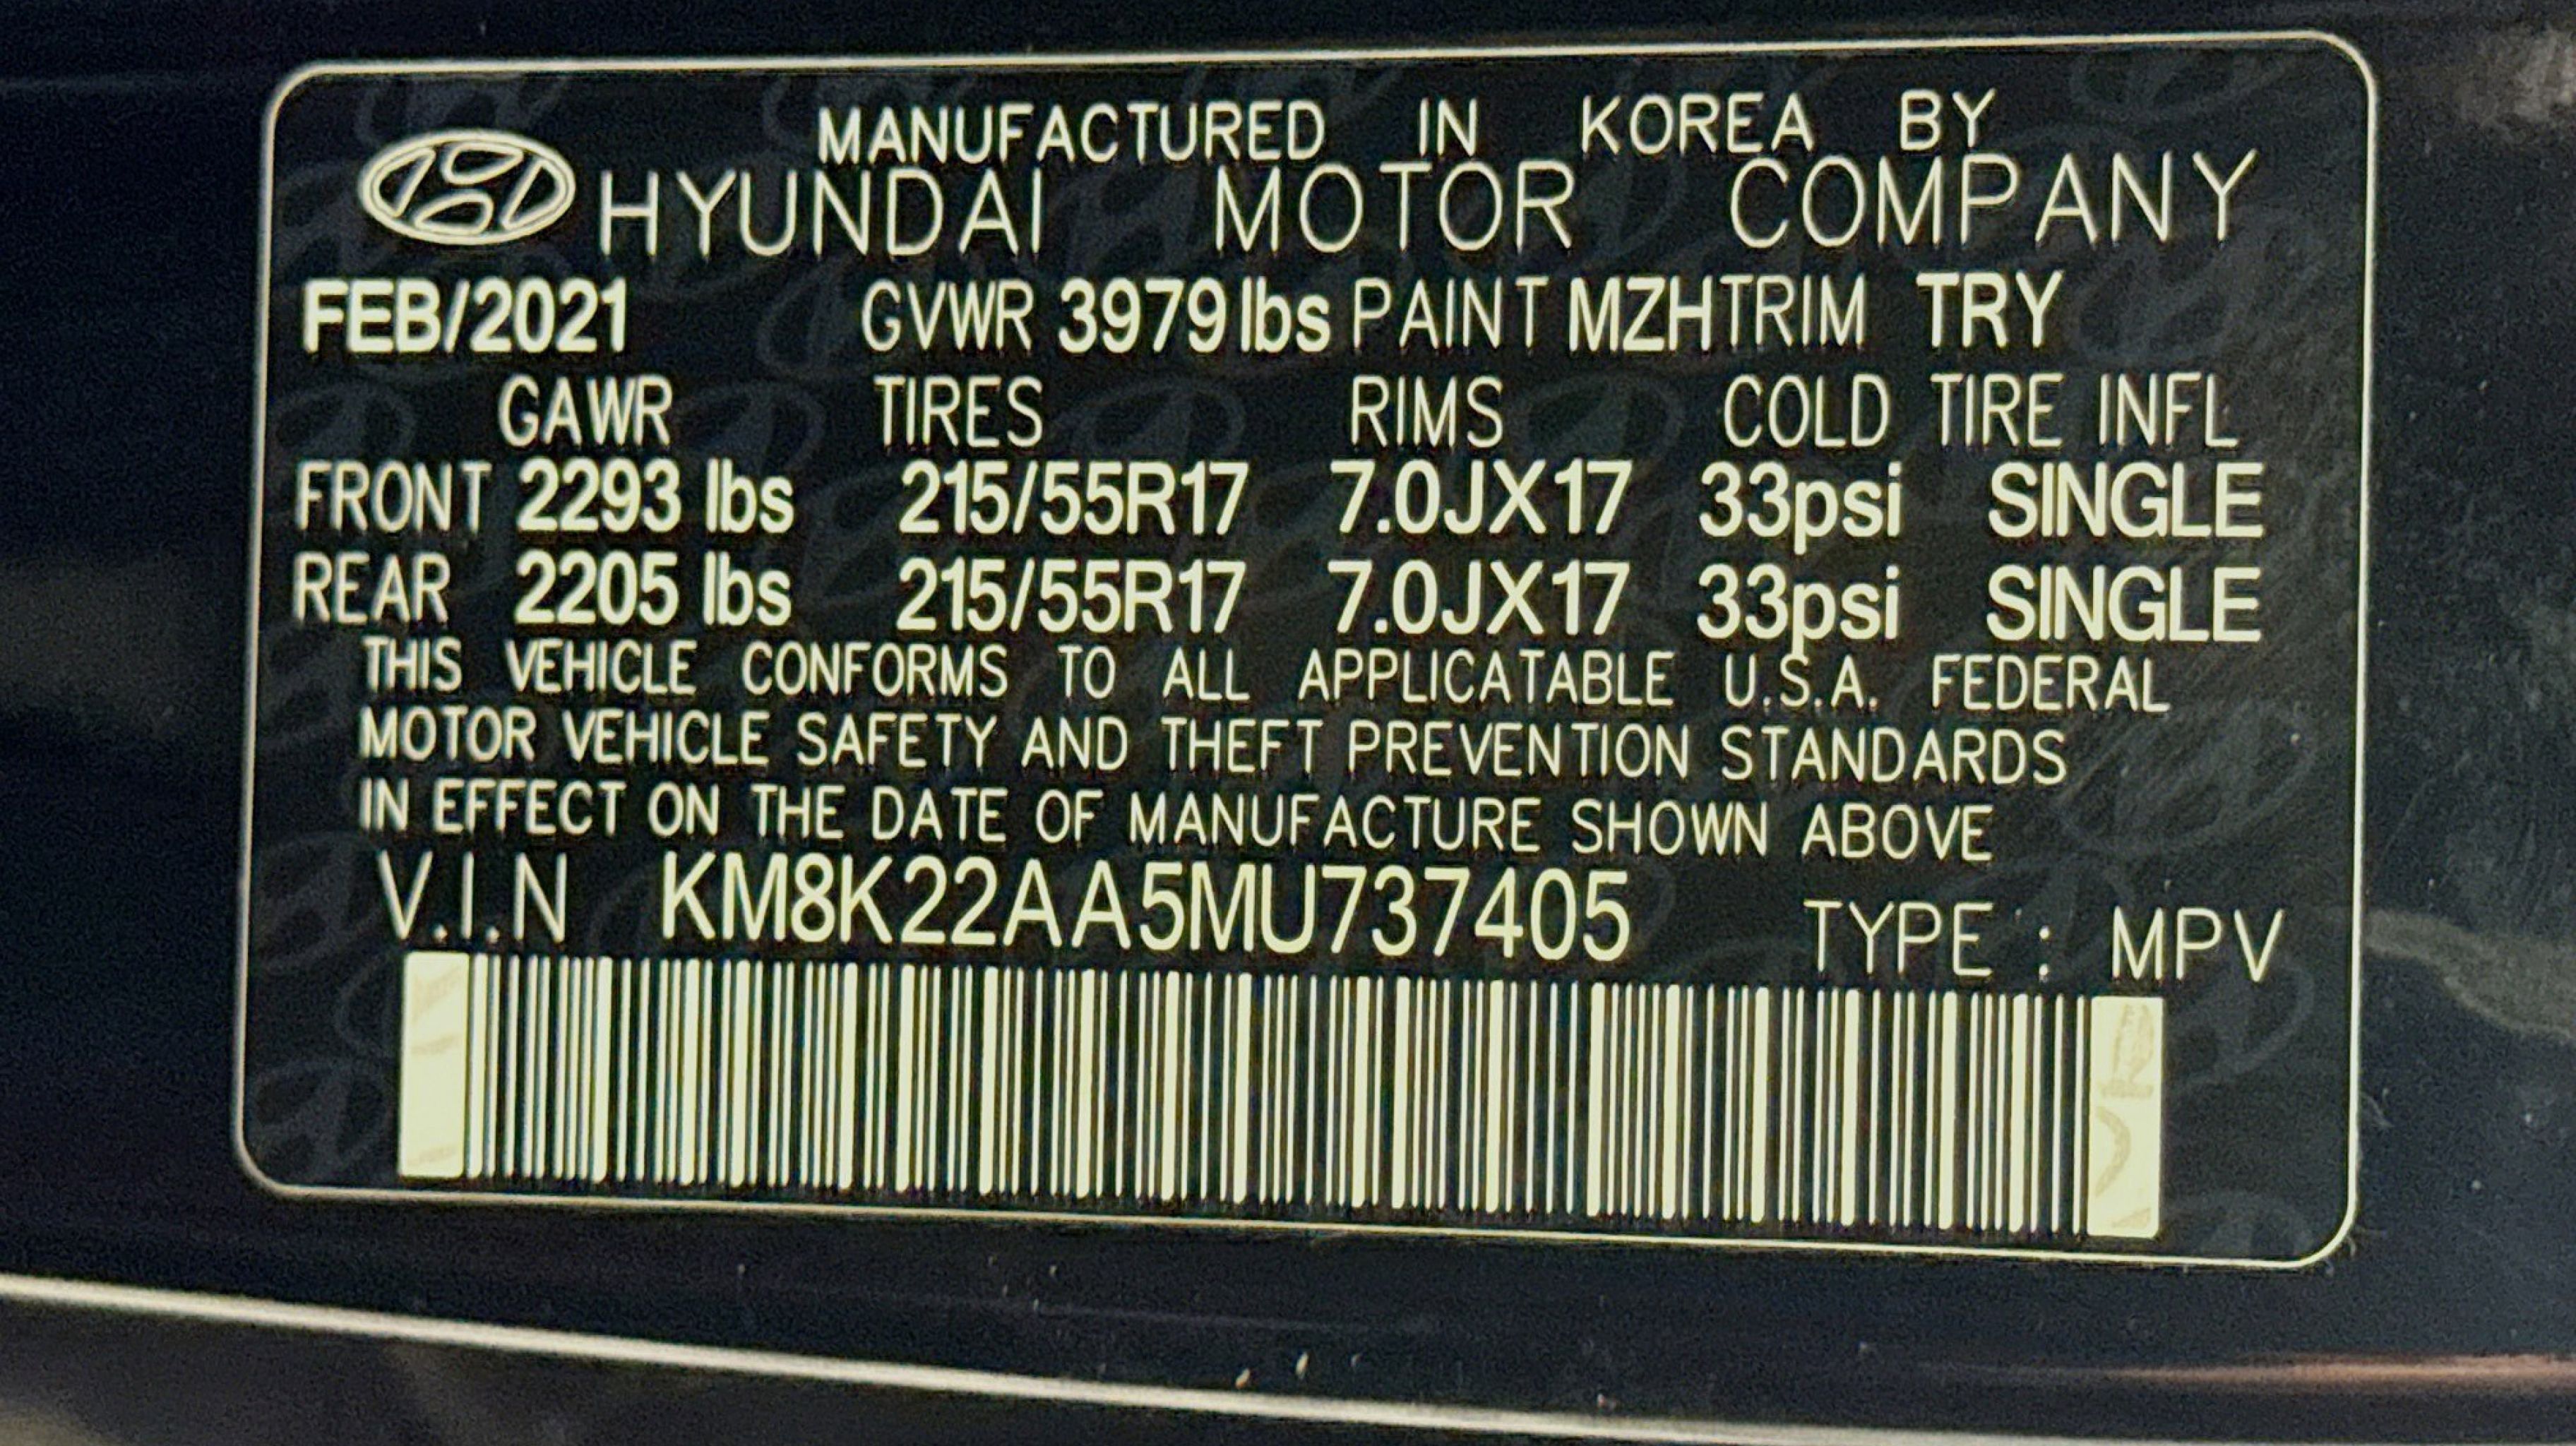 MANUFACTURED IN KOREA BY
HYUNDAI MOTOR COMPANY
FEB/2021 GVWR 3979 lbs PAINT MZH TRIM TRY
GAWR TIRES RIMS COLD TIRE INFL
FRONT 2293 lbs 215/55R17 7.0JX17 33psi SINGLE
REAR 2205 lbs 215/55R17 7.0JX17 33psi SINGLE
THIS VEHICLE CONFORMS TO ALL APPLICATABLE U.S.A. FEDERAL
MOTOR VEHICLE SAFETY AND THEFT PREVENTION STANDARDS
IN EFFECT ON THE DATE OF MANUFACTURE SHOWN ABOVE
V.I.N KM8K22AA5MU737405 TYPE : MPV